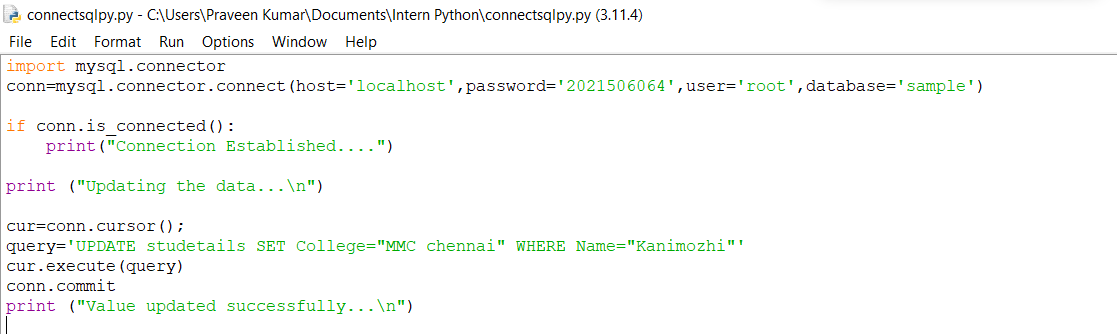 connectsqlpy.py - C:\Users\Praveen Kumar\Documents\Intern Python\connectsqlpy.py (3.11.4)
File Edit Format Run Options Window Help
import mysql.connector
conn=mysql.connector.connect(host='localhost',password='2021506064',user='root',database='sample')
if conn.is_connected():
    print("Connection Established....")
print ("Updating the data...\n")
cur=conn.cursor();
query='UPDATE studetails SET College="MMC chennai" WHERE Name="Kanimozhi"'
cur.execute(query)
conn.commit
print ("Value updated successfully...\n")